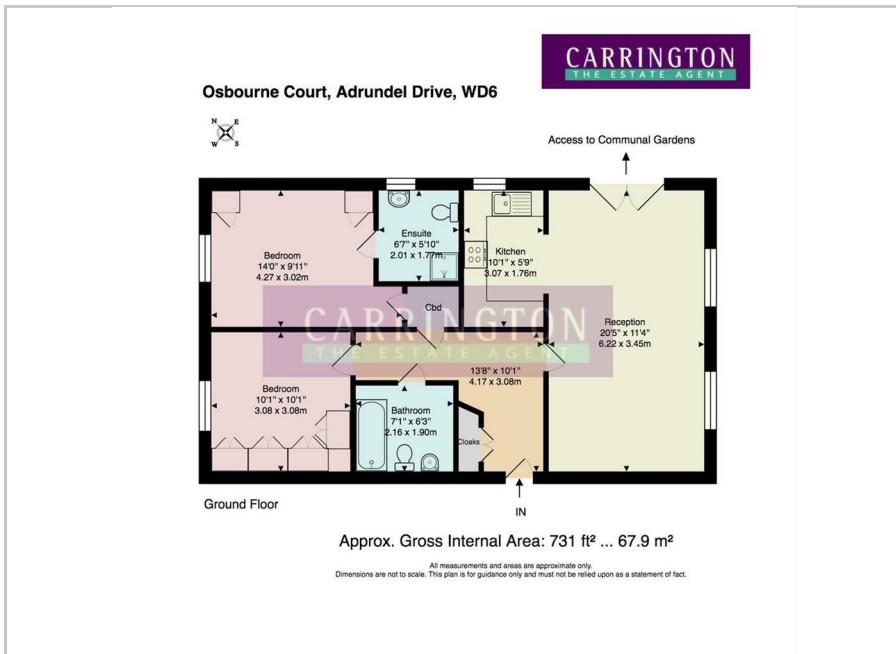 CARRINGTON
THE ESTATE AGENT
Osbourne Court, Adrundel Drive, WD6
N E
W S
Access to Communal Gardens
Ensuite
6'7" x 5'10"
2.01 x 1.77m
Kitchen
10'1" x 5'9"
3.07 x 1.76m
Bedroom
14'0" x 9'11"
4.27 x 3.02m
Cbd
Reception
20'5" x 11'4"
6.22 x 3.45m
CARRINGTON
THE ESTATE AGENT
13'8" x 10'1"
4.17 x 3.08m
Bedroom
10'1" x 10'1"
3.08 x 3.08m
Bathroom
7'1" x 6'3"
2.16 x 1.90m
Cloaks
Ground Floor
IN
Approx. Gross Internal Area: 731 ft² ... 67.9 m²
All measurements and areas are approximate only.
Dimensions are not to scale. This plan is for guidance only and must not be relied upon as a statement of fact.